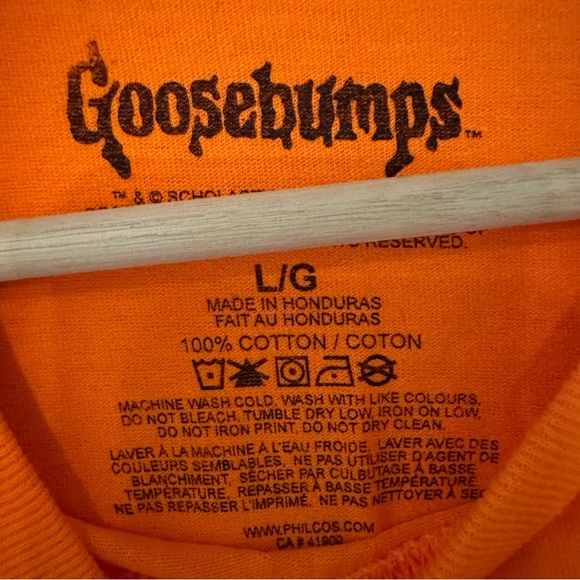 Goosebumps™
™ & © SCHOLASTIC
RESERVED.
L/G
MADE IN HONDURAS
FAIT AU HONDURAS
100% COTTON / COTON
MACHINE WASH COLD, WASH WITH LIKE COLOURS,
DO NOT BLEACH, TUMBLE DRY LOW, IRON ON LOW,
DO NOT IRON PRINT, DO NOT DRY CLEAN.
LAVER À LA MACHINE À L'EAU FROIDE, LAVER AVEC DES
COULEURS SEMBLABLES, NE PAS UTILISER D'AGENT DE
BLANCHIMENT, SÉCHER PAR CULBUTAGE À BASSE
TEMPÉRATURE, REPASSER À BASSE TEMPÉRATURE,
NE PAS REPASSER L'IMPRIMÉ, NE PAS NETTOYER À SEC
WWW.PHILCOS.COM
CA # 41900